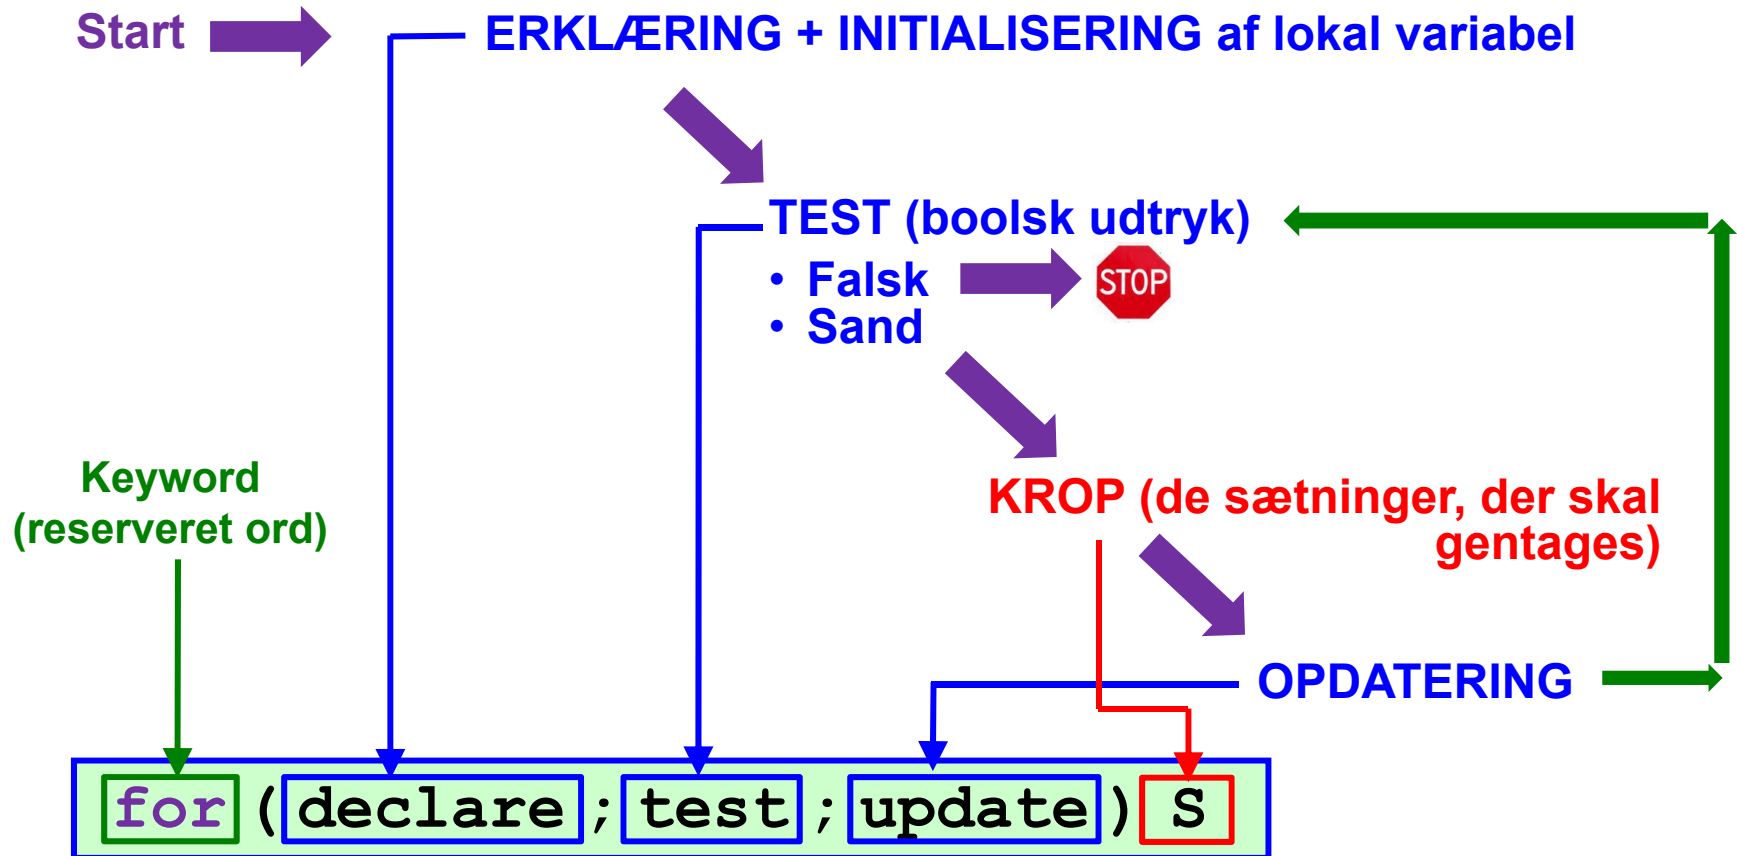 Start
ERKLÆRING + INITIALISERING af lokal variabel
TEST (boolsk udtryk)
• Falsk
STOP
• Sand
Keyword
(reserveret ord)
KROP (de sætninger, der skal
gentages)
OPDATERING
for (declare; test; update) S